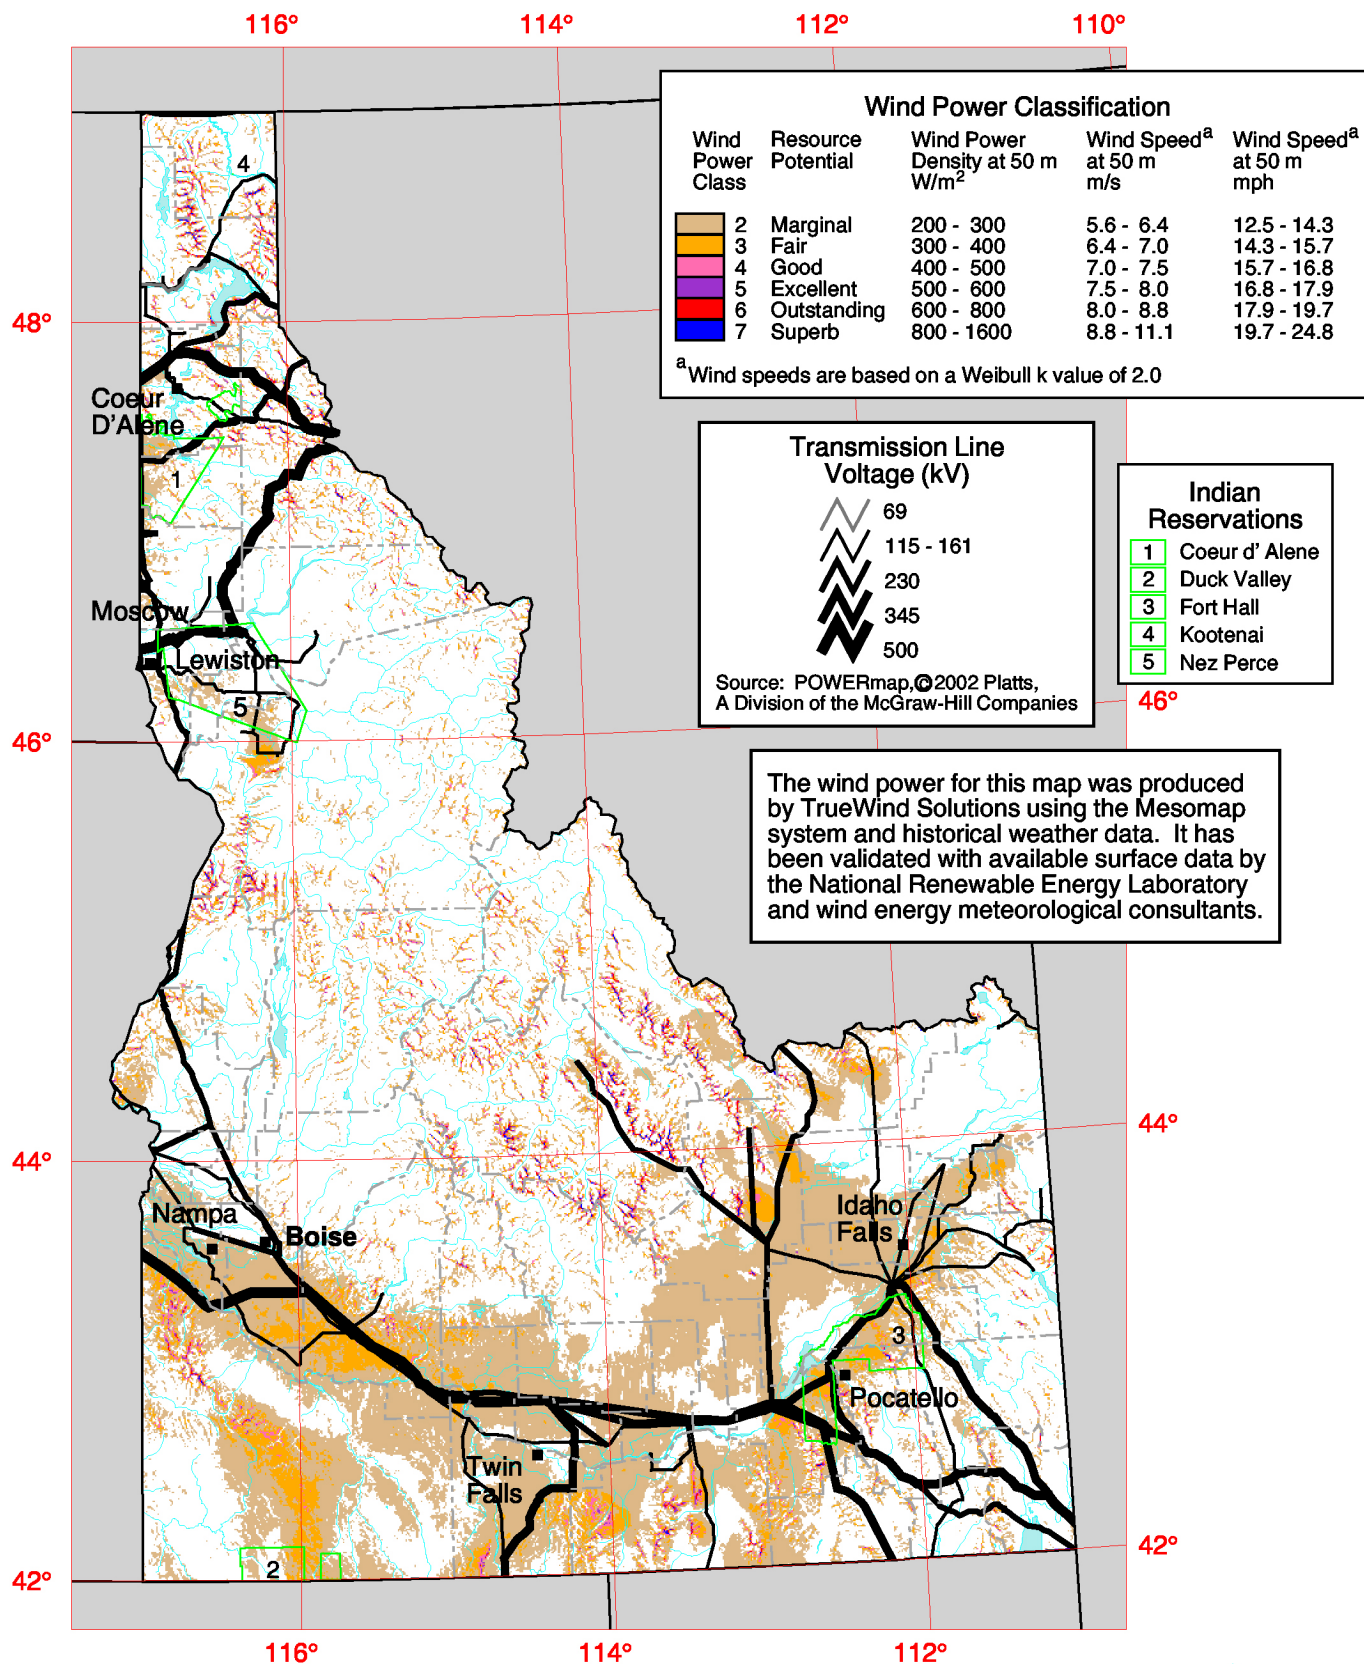 116° 114° 112° 110°
Wind Power Classification
Wind Power Class Resource Potential Wind Power Density at 50 m W/m² Wind Speedᵃ at 50 m m/s Wind Speedᵃ at 50 m mph
2 Marginal 200 - 300 5.6 - 6.4 12.5 - 14.3
3 Fair 300 - 400 6.4 - 7.0 14.3 - 15.7
4 Good 400 - 500 7.0 - 7.5 15.7 - 16.8
5 Excellent 500 - 600 7.5 - 8.0 16.8 - 17.9
6 Outstanding 600 - 800 8.0 - 8.8 17.9 - 19.7
7 Superb 800 - 1600 8.8 - 11.1 19.7 - 24.8
ᵃWind speeds are based on a Weibull k value of 2.0
4
48°
Coeur
D'Alene
1
Transmission Line
Voltage (kV)
69
115 - 161
230
345
500
Source: POWERmap, © 2002 Platts,
A Division of the McGraw-Hill Companies
Indian
Reservations
1 Coeur d' Alene
2 Duck Valley
3 Fort Hall
4 Kootenai
5 Nez Perce
Moscow
Lewiston
5
46°
46°
The wind power for this map was produced
by TrueWind Solutions using the Mesomap
system and historical weather data. It has
been validated with available surface data by
the National Renewable Energy Laboratory
and wind energy meteorological consultants.
44°
44°
Nampa
Boise
Idaho
Falls
3
Pocatello
Twin
Falls
2
42°
42°
116° 114° 112°